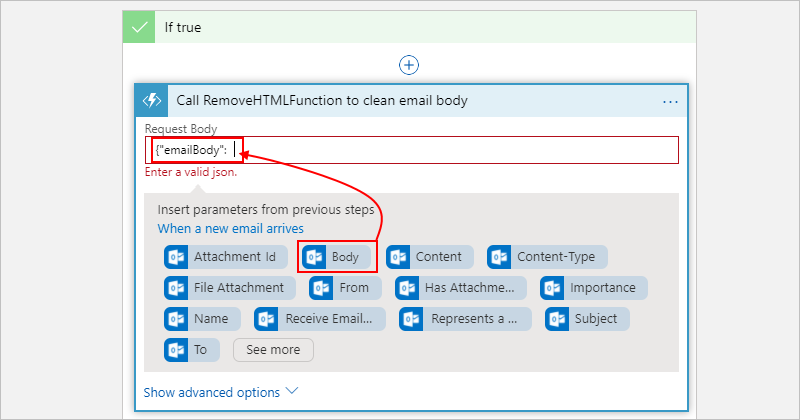 If true
Call RemoveHTMLFunction to clean email body ...
Request Body
{"emailBody":
Enter a valid json.
Insert parameters from previous steps
When a new email arrives
Attachment Id Body Content Content-Type
File Attachment From Has Attachme... Importance
Name Receive Email... Represents a ... Subject
To See more
Show advanced options